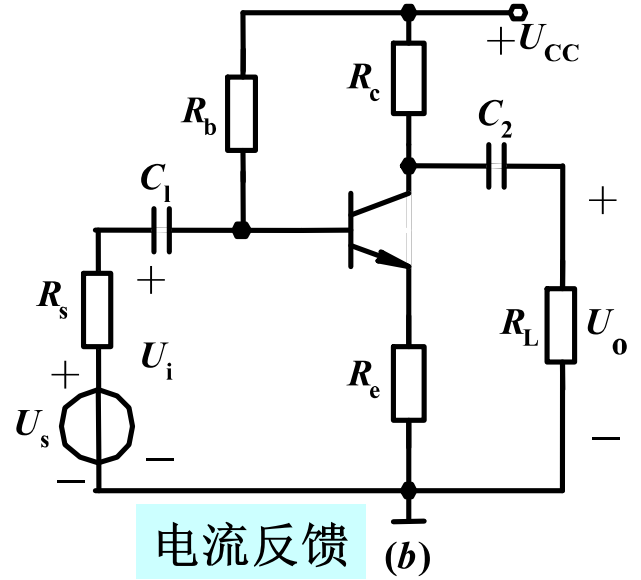 +UCC
Rc
Rb
C2
C1
+
+
Rs
RL
Uo
Ui
Re
+
Us
−
−
−
电流反馈 (b)